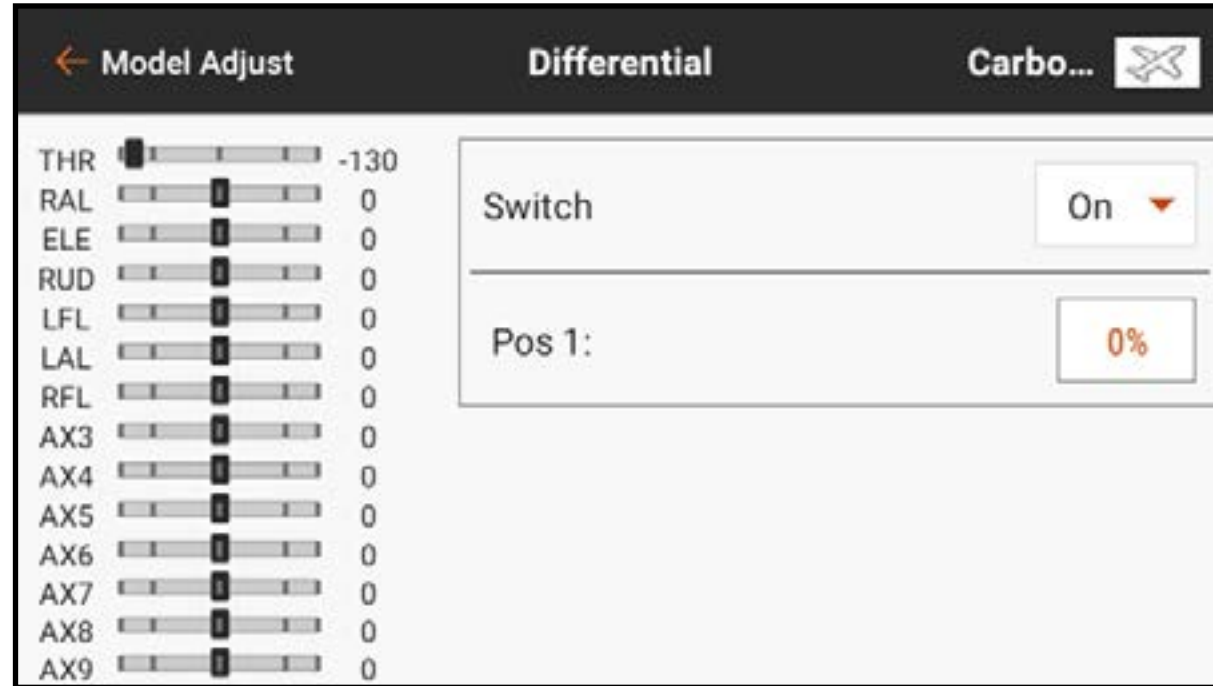 Model Adjust Differential Carbo...
THR -130
RAL 0
ELE 0
RUD 0
LFL 0
LAL 0
RFL 0
AX3 0
AX4 0
AX5 0
AX6 0
AX7 0
AX8 0
AX9 0
Switch On
Pos 1: 0%